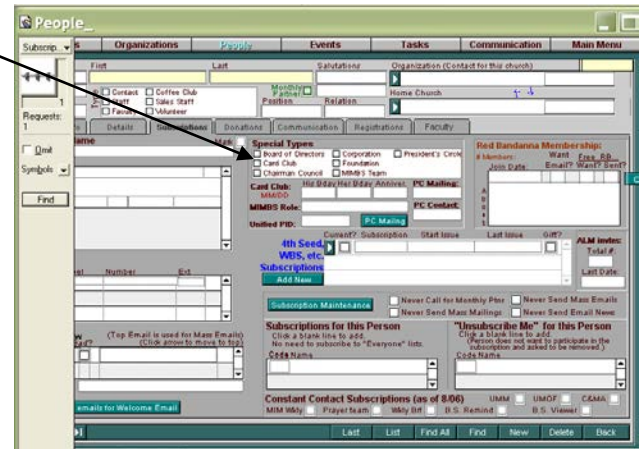 People_
Subscrip...
Organizations People Events Tasks Communication Main Menu
First Last Salutations Organization (Contact for this church)
Contact Coffee Club
Staff Sales Staff
Faculty Volunteer
Monthly Partner
Position Relation
Home Church
1
Requests:
1
Omit
Symbols
Find
Details Subscriptions Donations Communication Registrations Faculty
Name Mark
Special Types
Board of Directors Corporation President's Circle
Card Club Foundation
Chairman Council MIMBS Team
Red Bandanna Membership:
# Members: Want Free RB...
Join Date: Email? Want? Sent?
Card Club: His Bday Her Bday Anniver. PC Mailing:
MM/DD
MIMBS Role: PC Contact:
Unified PID: PC Mailing
Current? Subscription Start Issue Last Issue Gift?
4th Seed,
WBS, etc.
Subscriptions
Add New
ALM invites:
Total #:
Last Date:
Number Ext
Subscription Maintenance
Never Call for Monthly Ptnr Never Send Mass Emails
Never Send Mass Mailings Never Send Email News
(Top Email is used for Mass Emails)
(Click arrow to move to top)
Subscriptions for this Person
Click a blank line to add.
No need to subscribe to "Everyone" lists.
Code Name
"Unsubscribe Me" for this Person
Click a blank line to add.
(Person does not want to participate in the
subscription and asked to be removed.)
Code Name
Constant Contact Subscriptions (as of 8/06) UMM UMOF C&MA
MIM Wkly Prayer team Wkly Brf B.S. Remind B.S. Viewer
emails for Welcome Email
Last List Find All Find New Delete Back